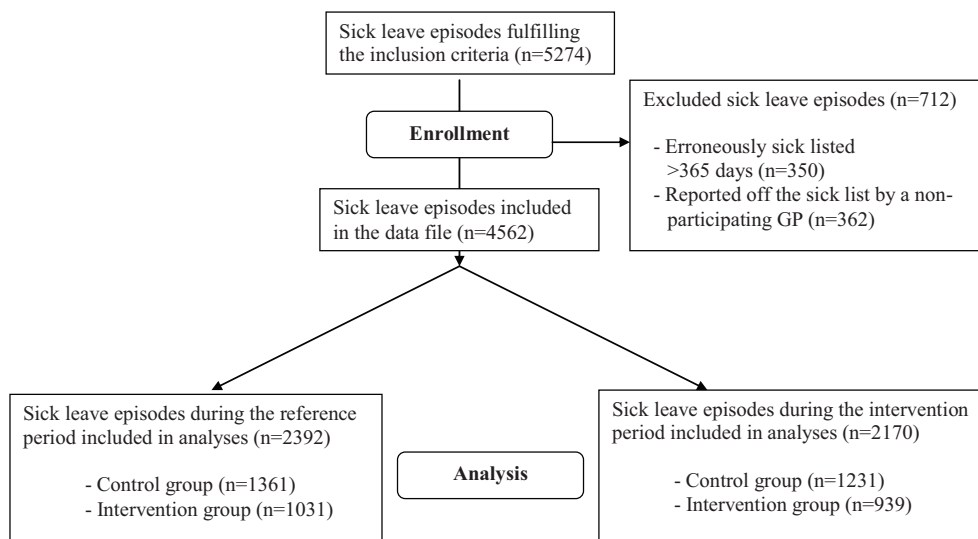 Sick leave episodes fulfilling
the inclusion criteria (n=5274)
Enrollment
Excluded sick leave episodes (n=712)
- Erroneously sick listed
>365 days (n=350)
- Reported off the sick list by a non-
participating GP (n=362)
Sick leave episodes included
in the data file (n=4562)
Sick leave episodes during the reference
period included in analyses (n=2392)
- Control group (n=1361)
- Intervention group (n=1031)
Analysis
Sick leave episodes during the intervention
period included in analyses (n=2170)
- Control group (n=1231)
- Intervention group (n=939)